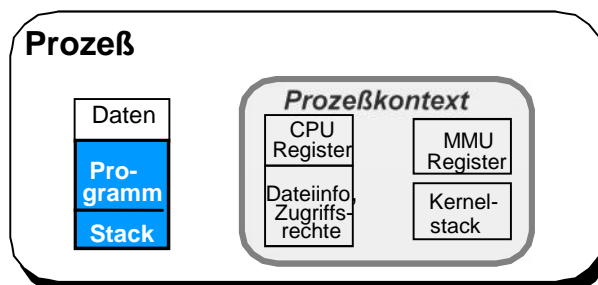 Prozeß
Daten
Pro-
gramm
Stack
Prozeßkontext
CPU
Register
Dateiinfo,
Zugriffs-
rechte
MMU
Register
Kernel-
stack